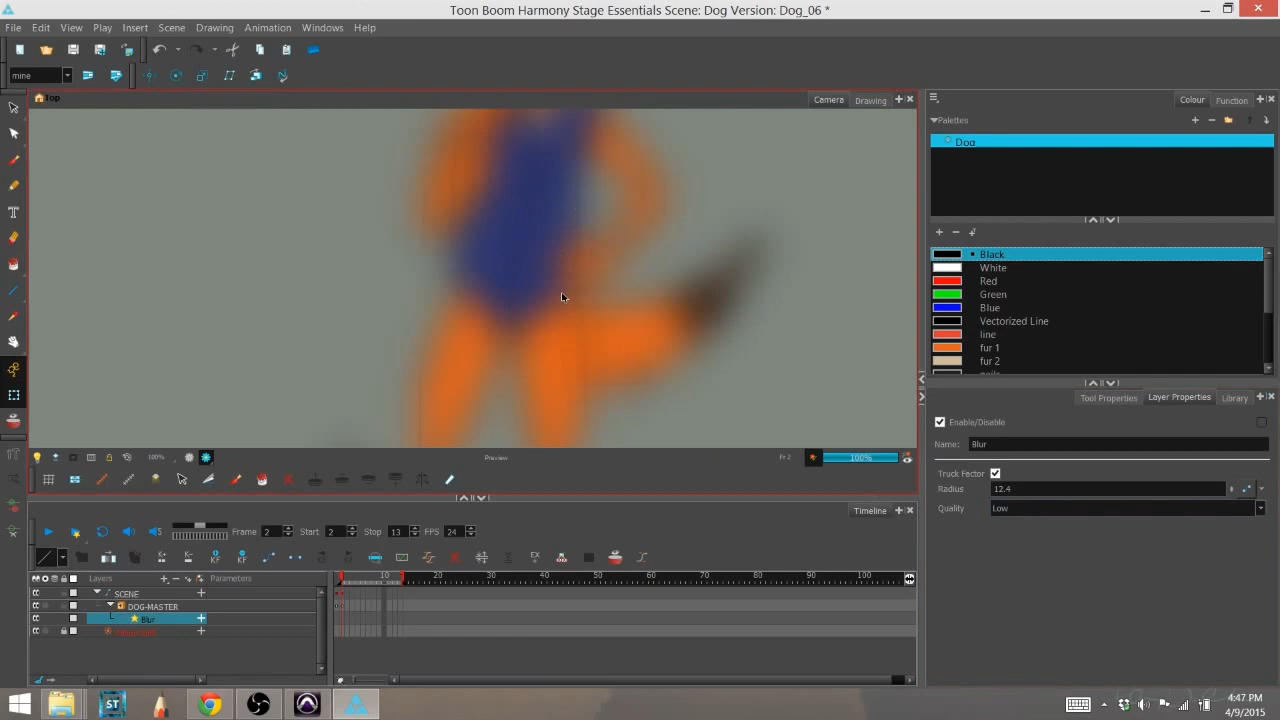 Toon Boom Harmony Stage Essentials Scene: Dog Version: Dog_06 *
File Edit View Play Insert Scene Drawing Animation Windows Help
mine
Top
Camera Drawing
Colour Function
Palettes
Dog
Black
White
Red
Green
Blue
Vectorized Line
line
fur 1
fur 2
Tool Properties Layer Properties Library
Enable/Disable
Name: Blur
Truck Factor
Radius 12.4
Quality Low
100% Preview Fr 2 100%
Timeline
Frame 2 Start 2 Stop 13 FPS 24
EX
KF KF
Layers Parameters
10 20 30 40 50 60 70 80 90 100
SCENE
DOG-MASTER
Blur
ST
4:47 PM
4/9/2015